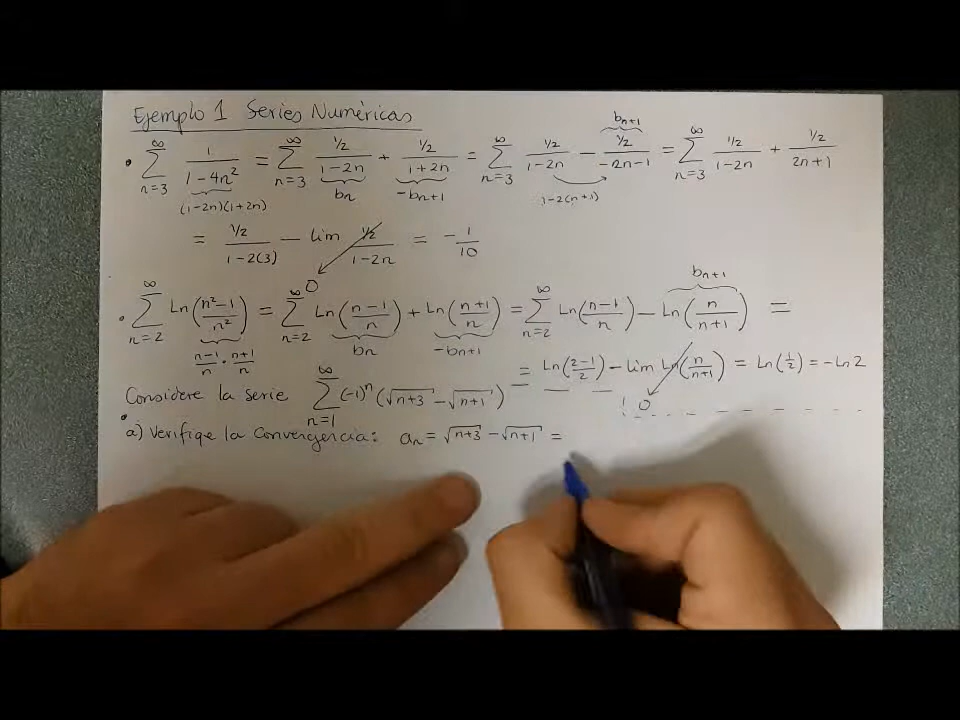 Ejemplo 1 Series Numéricas
• ∑_{n=3}^{∞} 1/(1-4n²) = ∑_{n=3}^{∞} (1/2)/(1-2n) + (1/2)/(1+2n) = ∑_{n=3}^{∞} (1/2)/(1-2n) - (1/2)/(-2n-1) = ∑_{n=3}^{∞} (1/2)/(1-2n) + (1/2)/(2n+1)
(1-2n)(1+2n) bn -bn+1 1-2(n+1) bn+1
= (1/2)/(1-2(3)) - lim (1/2)/(1-2n) = -1/10
0
• ∑_{n=2}^{∞} Ln((n²-1)/n²) = ∑_{n=2}^{∞} Ln((n-1)/n) + Ln((n+1)/n) = ∑_{n=2}^{∞} Ln((n-1)/n) - Ln(n/(n+1)) =
(n-1)/n · (n+1)/n bn -bn+1 bn+1
= Ln((2-1)/2) - lim Ln(n/(n+1)) = Ln(1/2) = -Ln 2
0
Considere la serie ∑_{n=1}^{∞} (-1)ⁿ (√(n+3) - √(n+1))
• a) Verifique la convergencia: an = √(n+3) - √(n+1) =